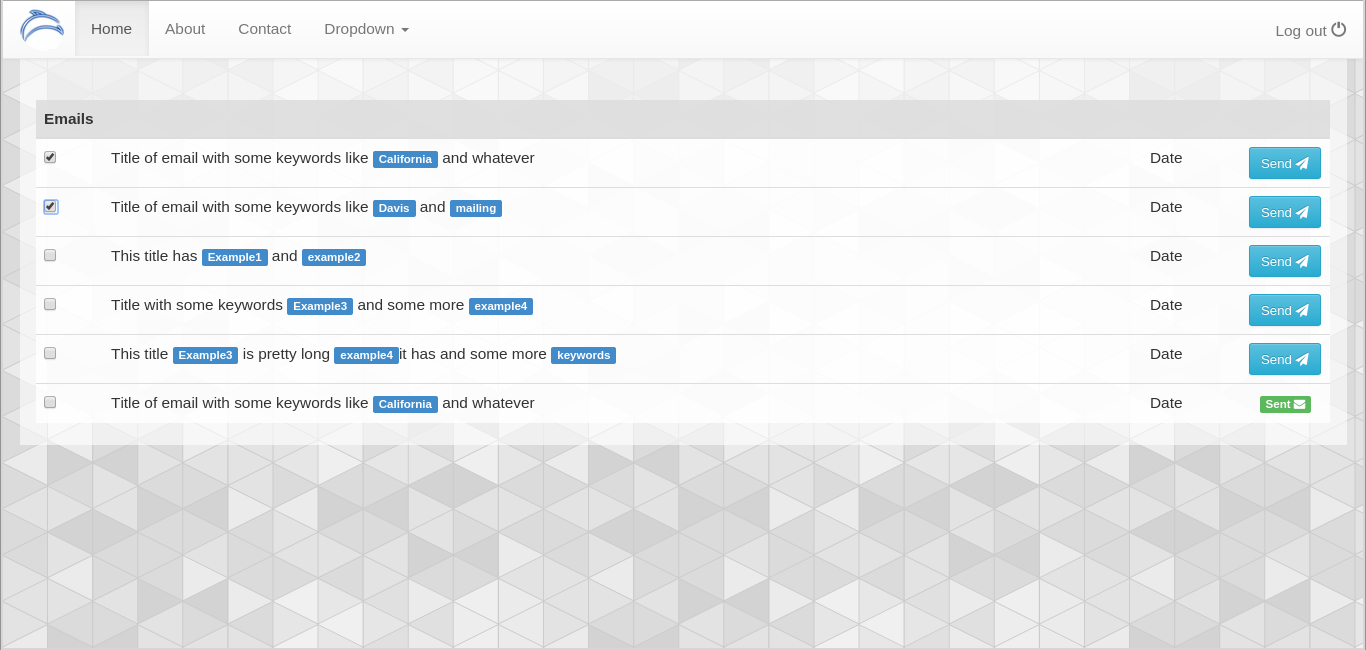 Home About Contact Dropdown Log out
Emails
Title of email with some keywords like California and whatever Date Send
Title of email with some keywords like Davis and mailing Date Send
This title has Example1 and example2 Date Send
Title with some keywords Example3 and some more example4 Date Send
This title Example3 is pretty long example4it has and some more keywords Date Send
Title of email with some keywords like California and whatever Date Sent